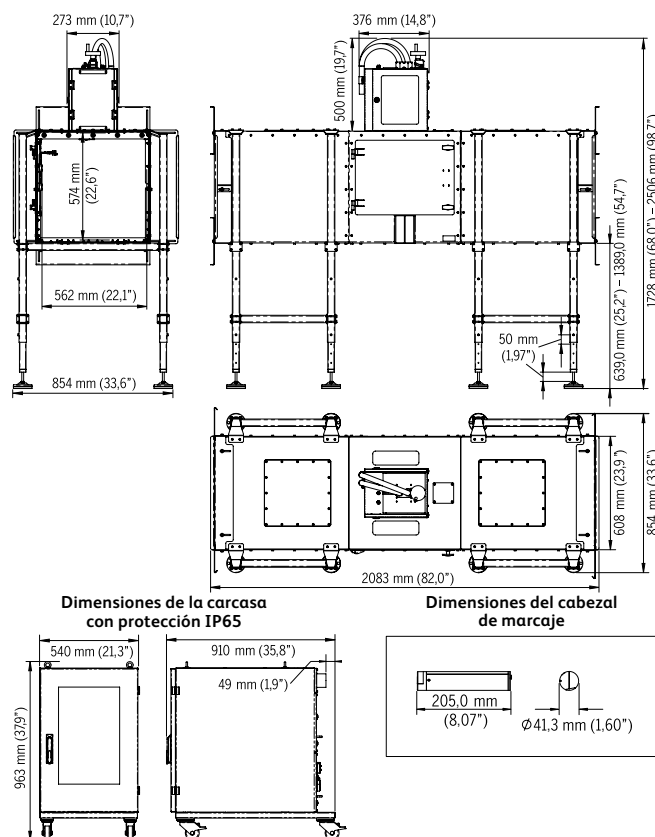 273 mm (10,7”)
376 mm (14,8”)
500 mm (19,7”)
574 mm
(22,6”)
562 mm (22,1”)
854 mm (33,6”)
50 mm
(1,97”)
639,0 mm (25,2”) – 1389,0 mm (54,7”)
1728 mm (68,0”) – 2506 mm (98,7”)
608 mm (23,9”)
854 mm (33,6”)
2083 mm (82,0”)
Dimensiones de la carcasa
con protección IP65
540 mm (21,3”)
910 mm (35,8”)
49 mm (1,9”)
963 mm (37,9”)
Dimensiones del cabezal
de marcaje
205,0 mm
(8,07”)
Ø41,3 mm (1,60”)